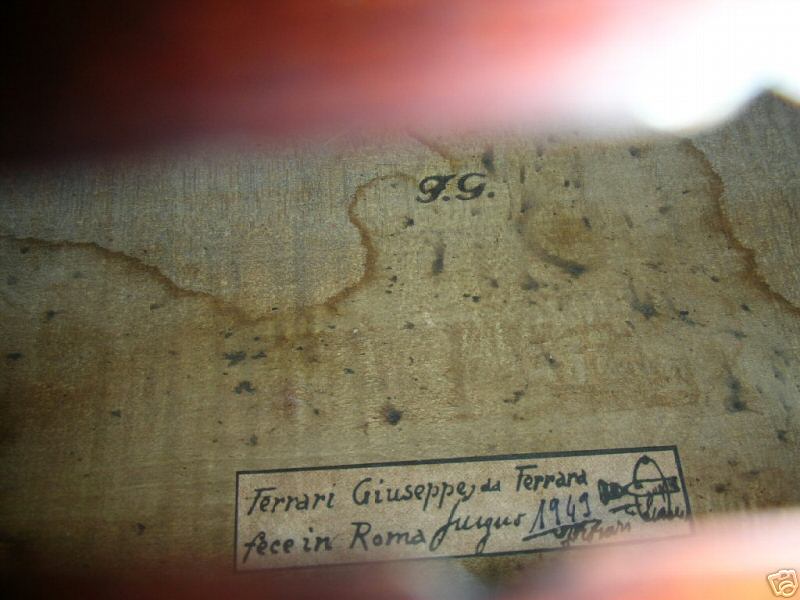 F.G.
Ferrari Giuseppe, da Ferrara
fece in Roma 1949